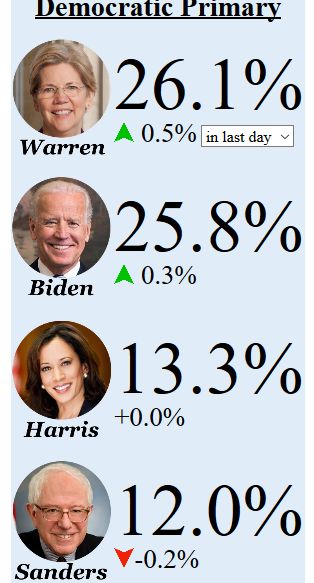 Democratic Primary
26.1%
0.5% in last day
Warren
25.8%
0.3%
Biden
13.3%
+0.0%
Harris
12.0%
-0.2%
Sanders